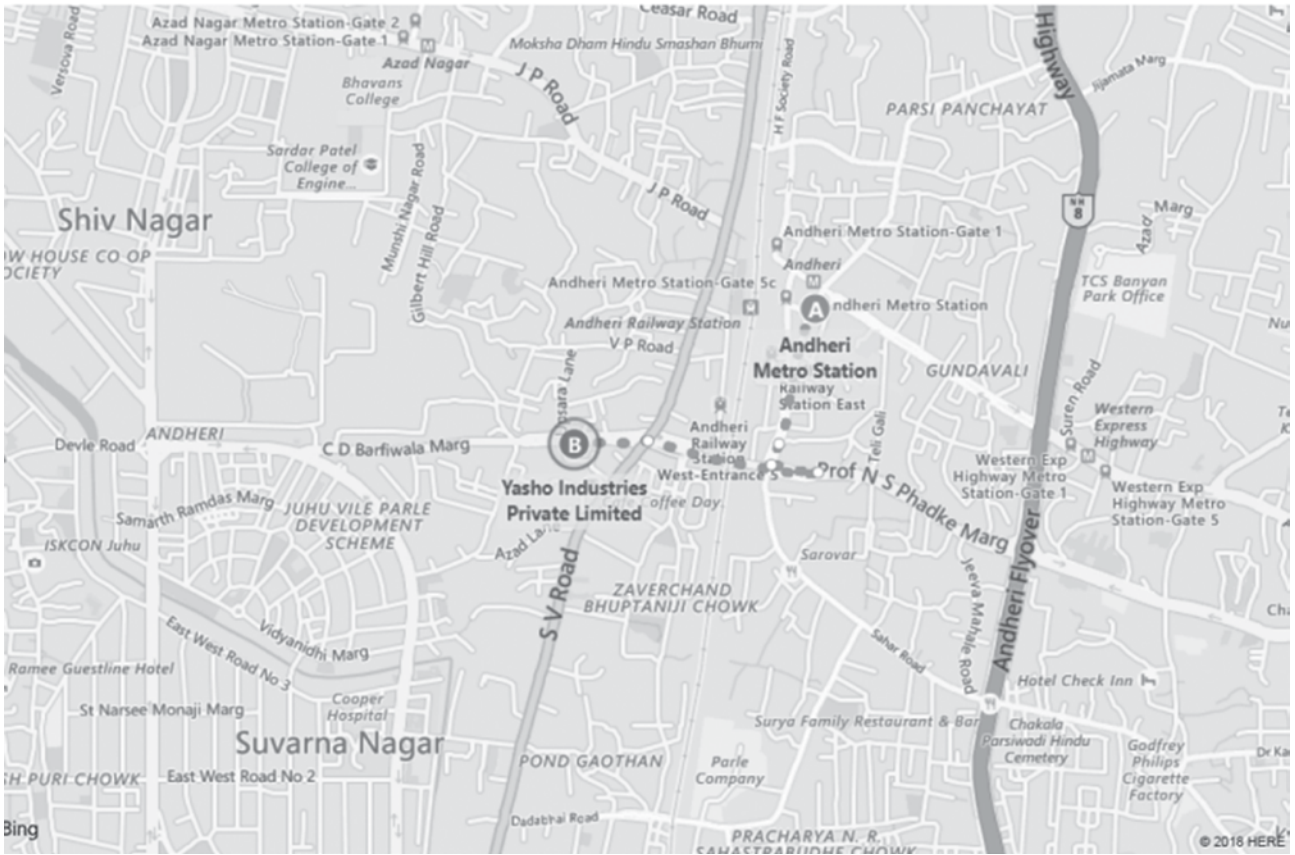 Ceasar Road
Azad Nagar Metro Station-Gate 2
Azad Nagar Metro Station-Gate 1
M
Azad Nagar
Versova Road
Moksha Dham Hindu Smashan Bhumi
J P Road
Bhavans
College
H F Society Road
Highway
Jijamata Marg
PARSI PANCHAYAT
Sardar Patel
College of
Engine...
Munshi Nagar Road
Gilbert Hill Road
J P Road
NH
8
Azad Marg
Shiv Nagar
OW HOUSE CO OP
OCIETY
Andheri Metro Station-Gate 1
Andheri
M
Andheri Metro Station-Gate 5c
TCS Banyan
Park Office
A
ndheri Metro Station
M
Andheri Railway Station
V P Road
Andheri
Metro Station
GUNDAVALI
Railway
Station East
Suren Road
Western
Express
Highway
M
Teli Gali
Andheri
Railway
Station
West-Entrance S
Devle Road
ANDHERI
C D Barfiwala Marg
B
Yasho Industries
Private Limited
offee Day
Prof N S Phadke Marg
Western Exp
Highway Metro
Station-Gate 1
Western Exp
Highway Metro
Station-Gate 5
Samarth Ramdas Marg
JUHU VILE PARLE
DEVELOPMENT
SCHEME
ISKCON Juhu
Azad Lane
S V Road
Sarovar
ZAVERCHAND
BHUPTANIJI CHOWK
Jeeva Mahale Road
Andheri Flyover
Cha
East West Road No 3
Vidyanidhi Marg
Sahar Road
Ramee Guestline Hotel
Cooper
Hospital
Hotel Check Inn
St Narsee Monaji Marg
Suvarna Nagar
Surya Family Restaurant & Bar
Chakala
Parsiwadi Hindu
Cemetery
Godfrey
Philips
Cigarette
Factory
POND GAOTHAN
Parle
Company
H PURI CHOWK
East West Road No 2
Dadabhai Road
PRACHARYA N. R.
SAHASTRABUDHE CHOWK
Bing
© 2018 HERE